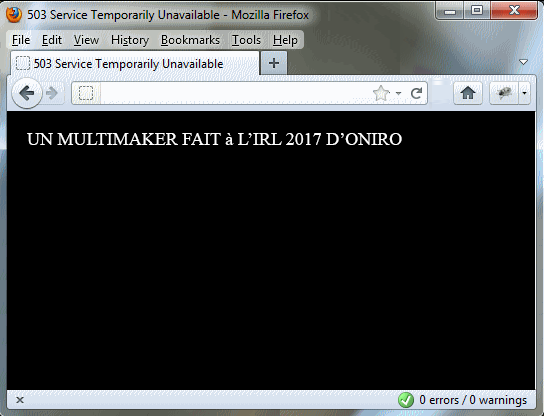 503 Service Temporarily Unavailable - Mozilla Firefox
File Edit View History Bookmarks Tools Help
503 Service Temporarily Unavailable
UN MULTIMAKER FAIT à L’IRL 2017 D’ONIRO
0 errors / 0 warnings